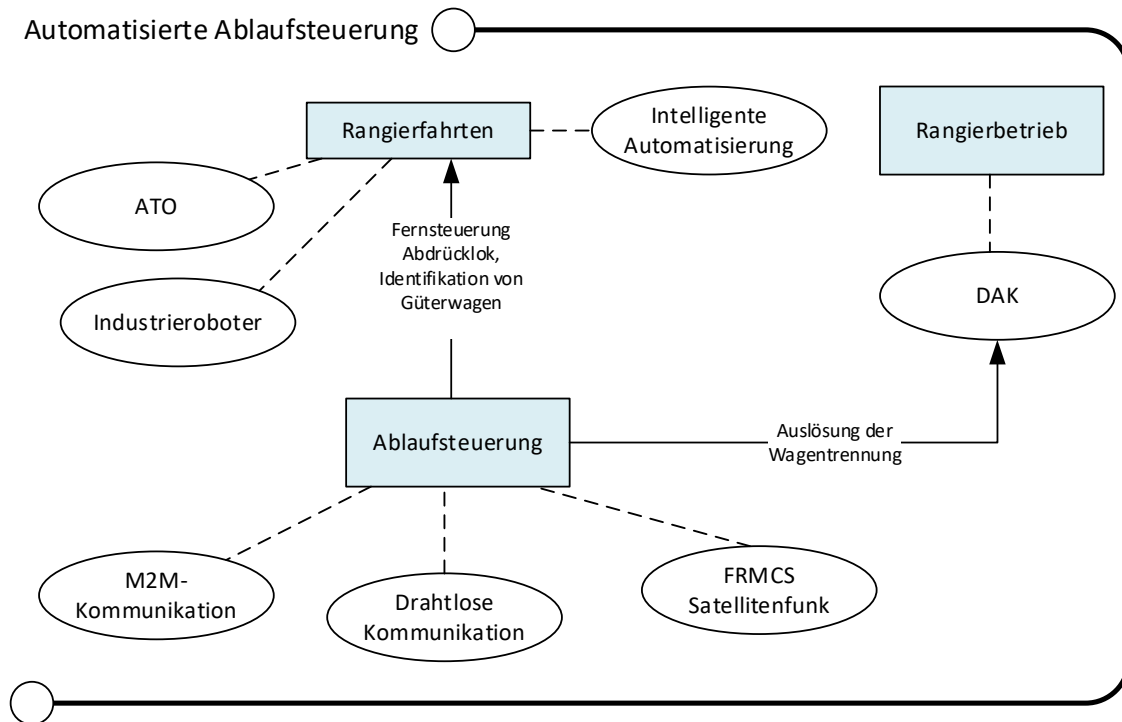 Automatisierte Ablaufsteuerung
Rangierfahrten
Intelligente
Automatisierung
Rangierbetrieb
ATO
Fernsteuerung
Abdrücklok,
Identifikation von
Güterwagen
DAK
Industrieroboter
Ablaufsteuerung
Auslösung der
Wagentrennung
M2M-
Kommunikation
Drahtlose
Kommunikation
FRMCS
Satellitenfunk